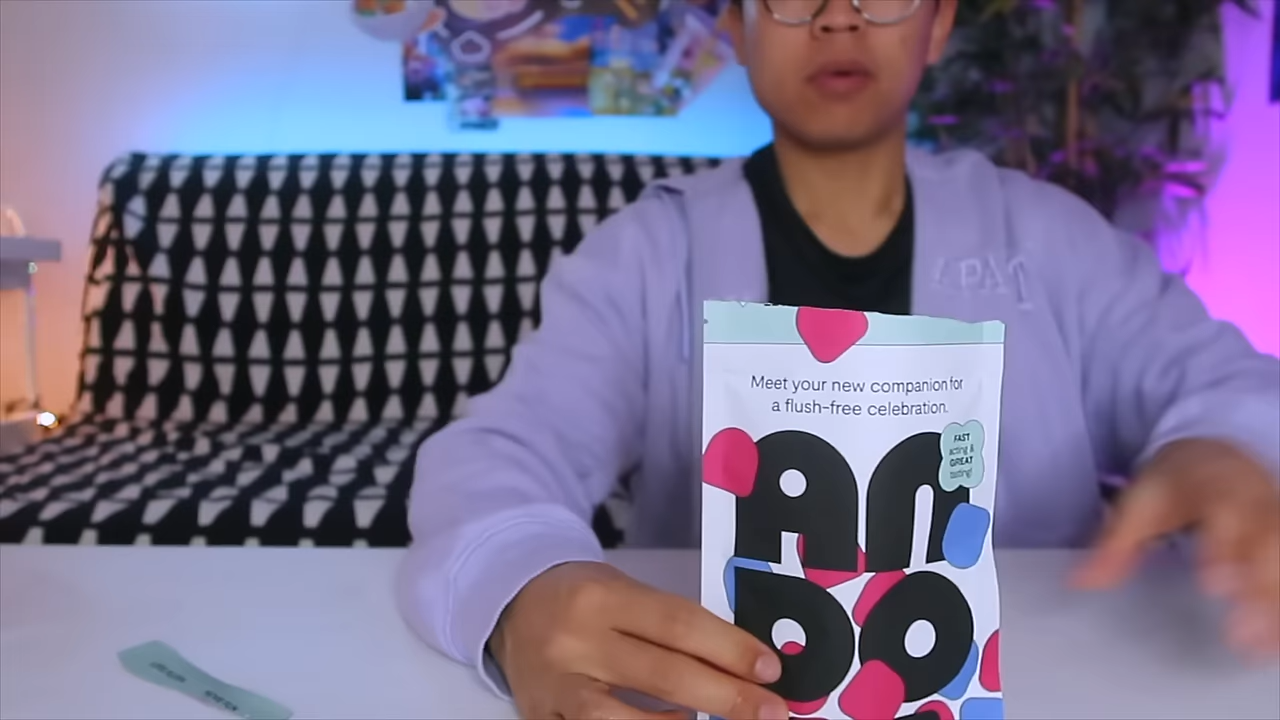 Meet your new companion for
a flush-free celebration.
FAST
acting &
GREAT
tasting!
AN
DO